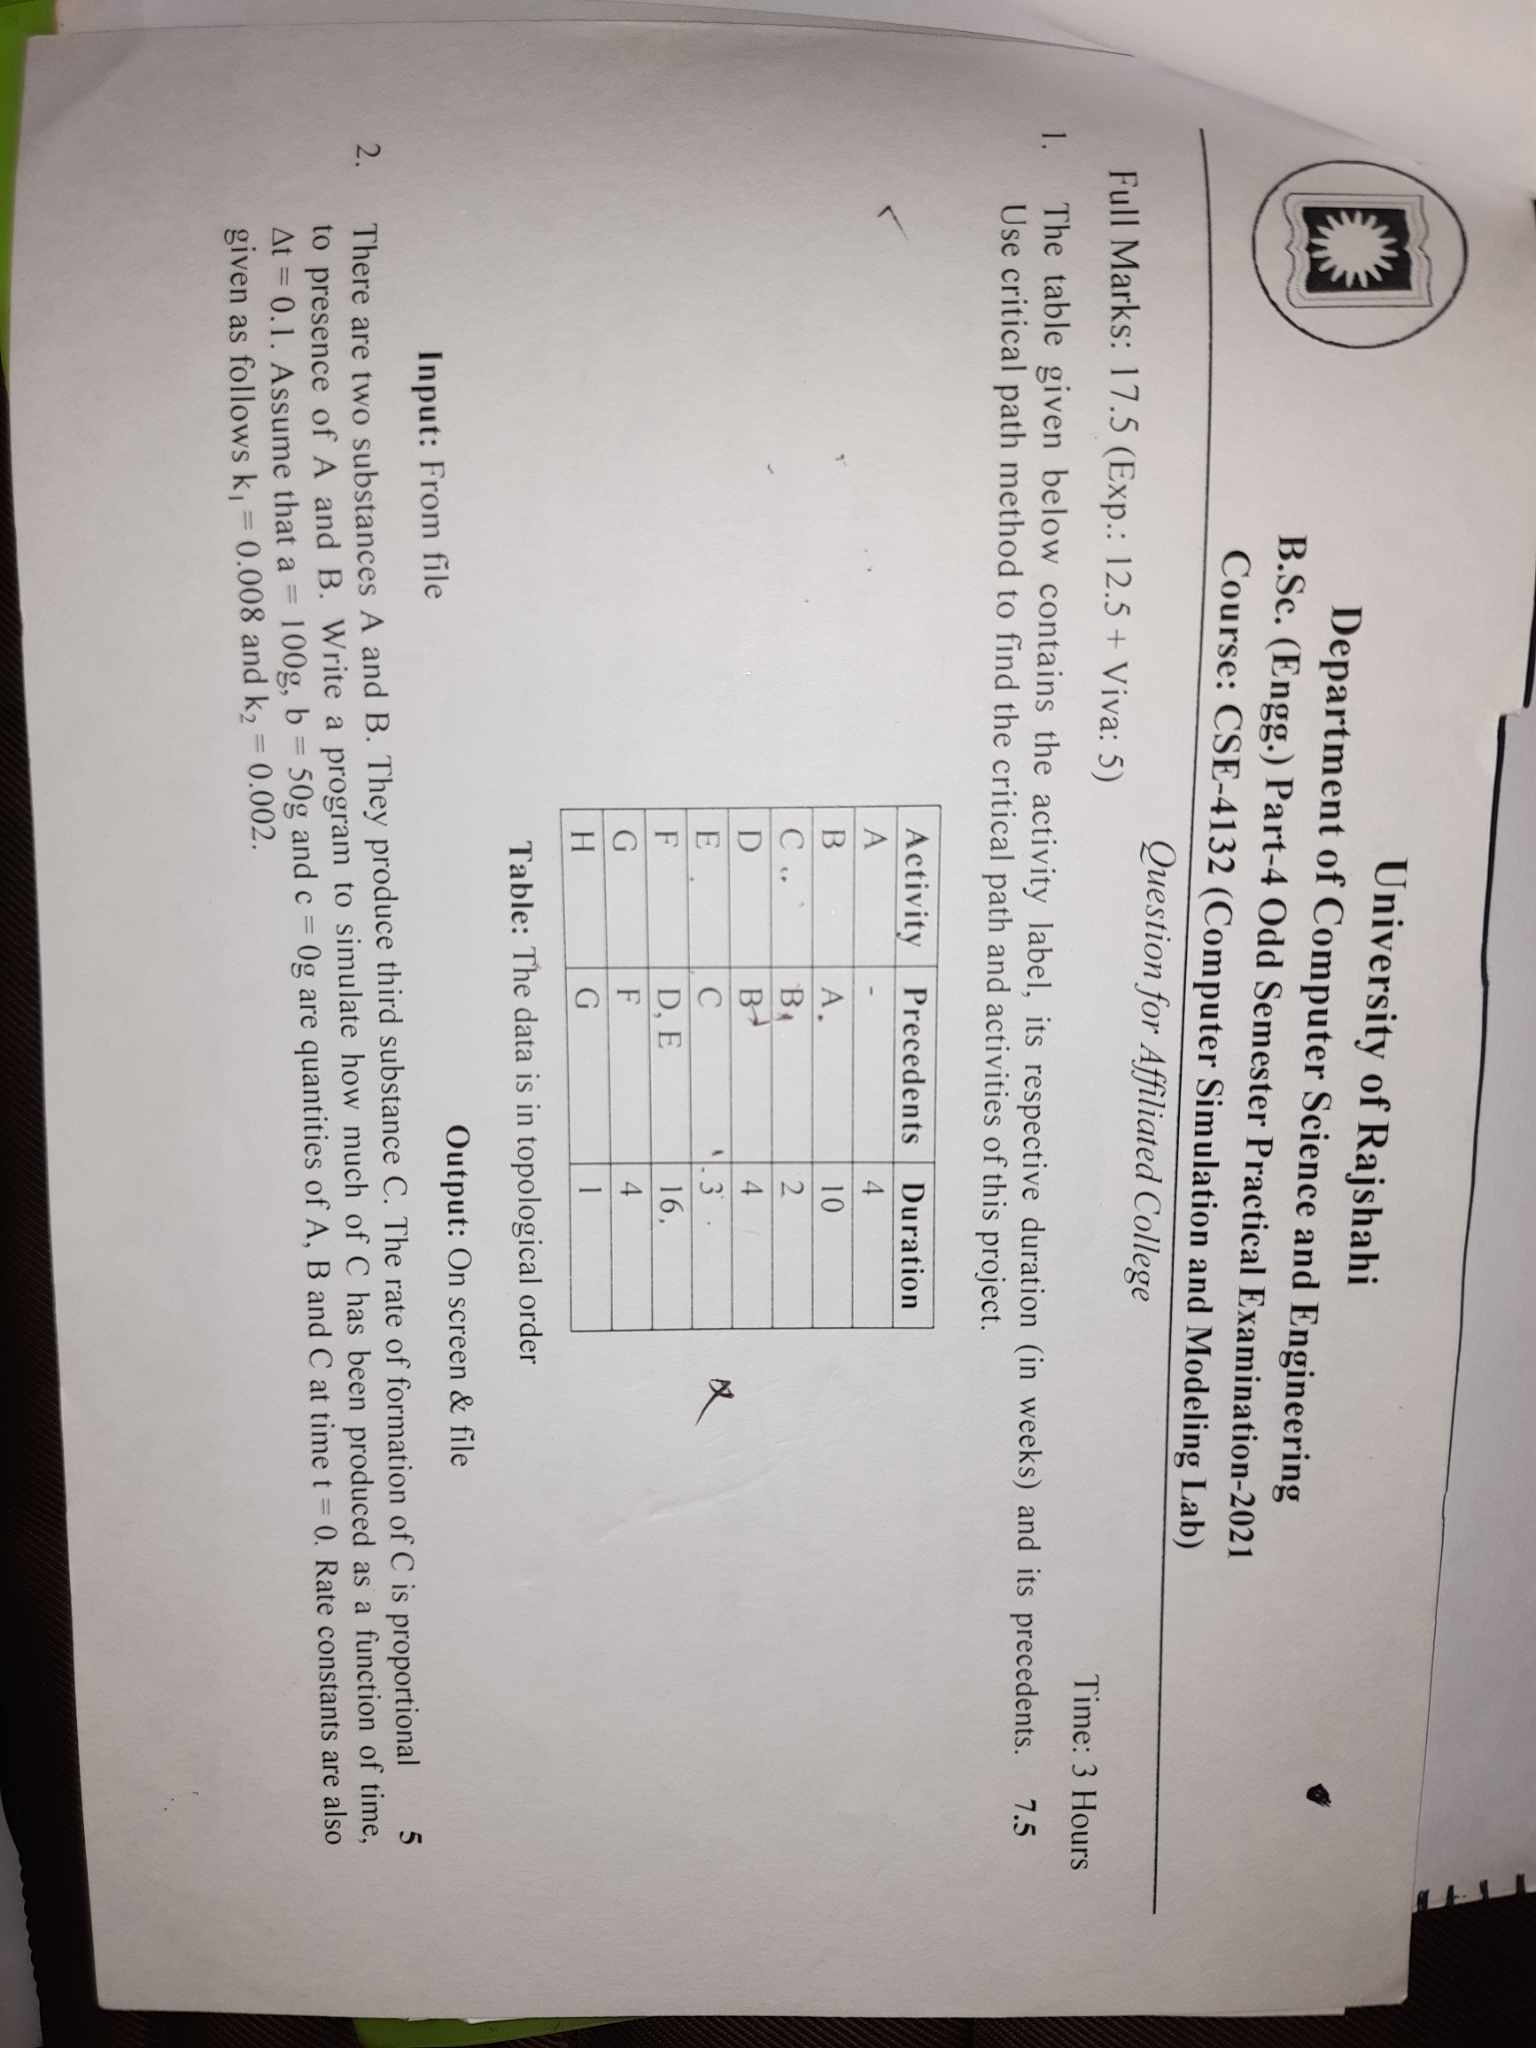 University of Rajshahi
Department of Computer Science and Engineering
B.Sc. (Engg.) Part-4 Odd Semester Practical Examination-2021
Course: CSE-4132 (Computer Simulation and Modeling Lab)
Question for Affiliated College
Full Marks: 17.5 (Exp.: 12.5 + Viva: 5)
Time: 3 Hours
1. The table given below contains the activity label, its respective duration (in weeks) and its precedents. 7.5
Use critical path method to find the critical path and activities of this project.
Activity Precedents Duration
A - 4
B A 10
C B 2
D B 4
E C 3
F D, E 16
G F 4
H G 1
Table: The data is in topological order
Input: From file
Output: On screen & file
2. There are two substances A and B. They produce third substance C. The rate of formation of C is proportional 5
to presence of A and B. Write a program to simulate how much of C has been produced as a function of time,
Δt = 0.1. Assume that a = 100g, b = 50g and c = 0g are quantities of A, B and C at time t = 0. Rate constants are also
given as follows k₁ = 0.008 and k₂ = 0.002.